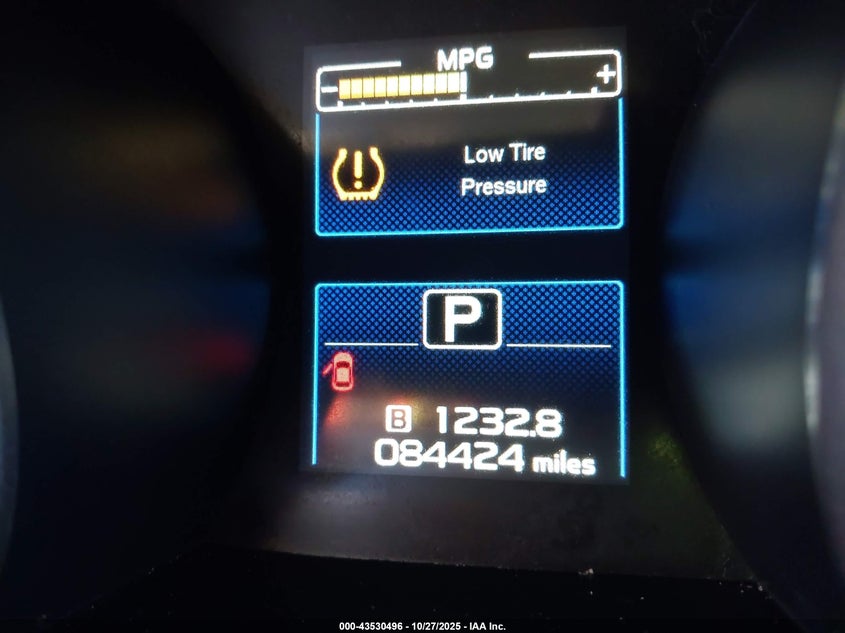 MPG
- +
Low Tire
Pressure
P
B 1232.8
084424 miles
000-43530496 - 10/27/2025 - IAA Inc.